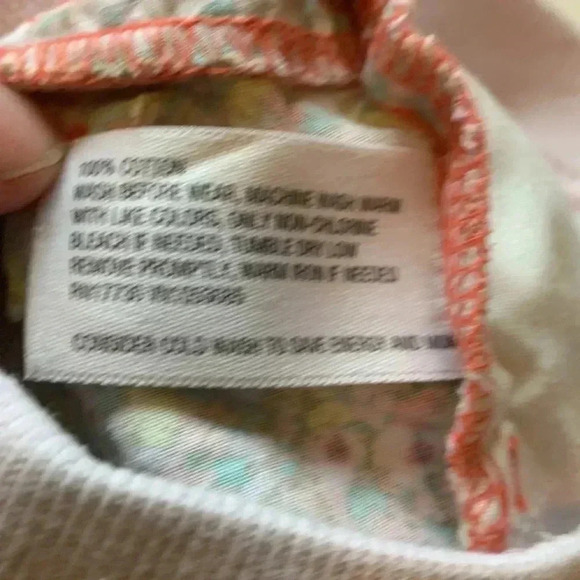 100% COTTON
WASH BEFORE WEAR, MACHINE WASH WARM
WITH LIKE COLORS, ONLY NON-CHLORINE
BLEACH IF NEEDED, TUMBLE DRY LOW
REMOVE PROMPTLY, WARM IRON IF NEEDED
RN17730
CONSIDER COLD WASH TO SAVE ENERGY AND